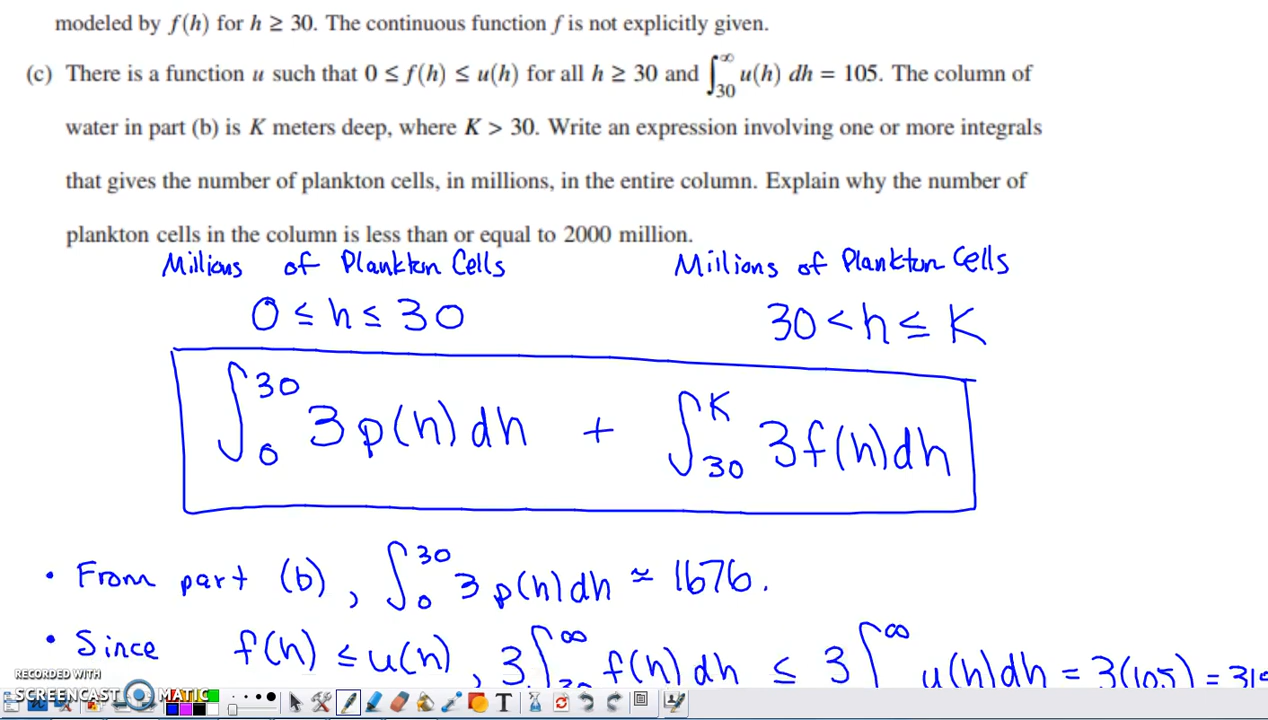 modeled by f(h) for h ≥ 30. The continuous function f is not explicitly given.
(c) There is a function u such that 0 ≤ f(h) ≤ u(h) for all h ≥ 30 and ∫₃₀^∞ u(h) dh = 105. The column of
water in part (b) is K meters deep, where K > 30. Write an expression involving one or more integrals
that gives the number of plankton cells, in millions, in the entire column. Explain why the number of
plankton cells in the column is less than or equal to 2000 million.
Millions of Plankton Cells
0 ≤ h ≤ 30
Millions of Plankton Cells
30 < h ≤ K
∫₀³⁰ 3p(h)dh + ∫₃₀^K 3f(h)dh
• From part (b), ∫₀³⁰ 3p(h)dh ≈ 1676.
• Since f(h) ≤ u(h), 3∫₃₀^∞ f(h)dh ≤ 3∫^∞ u(h)dh = 3(105) = 315
RECORDED WITH
SCREENCAST MATIC
T